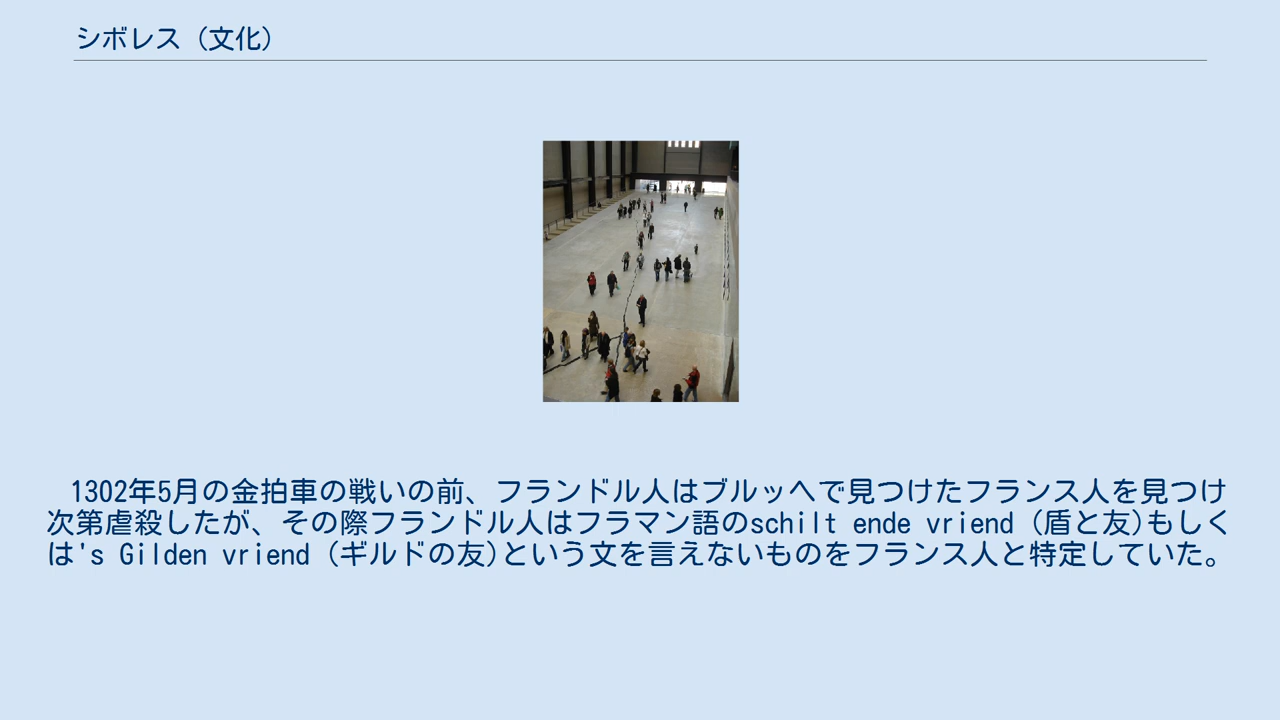 シボレス（文化）
1302年5月の金拍車の戦いの前、フランドル人はブルッヘで見つけたフランス人を見つけ
次第虐殺したが、その際フランドル人はフラマン語のschilt ende vriend (盾と友)もしく
は's Gilden vriend (ギルドの友)という文を言えないものをフランス人と特定していた。